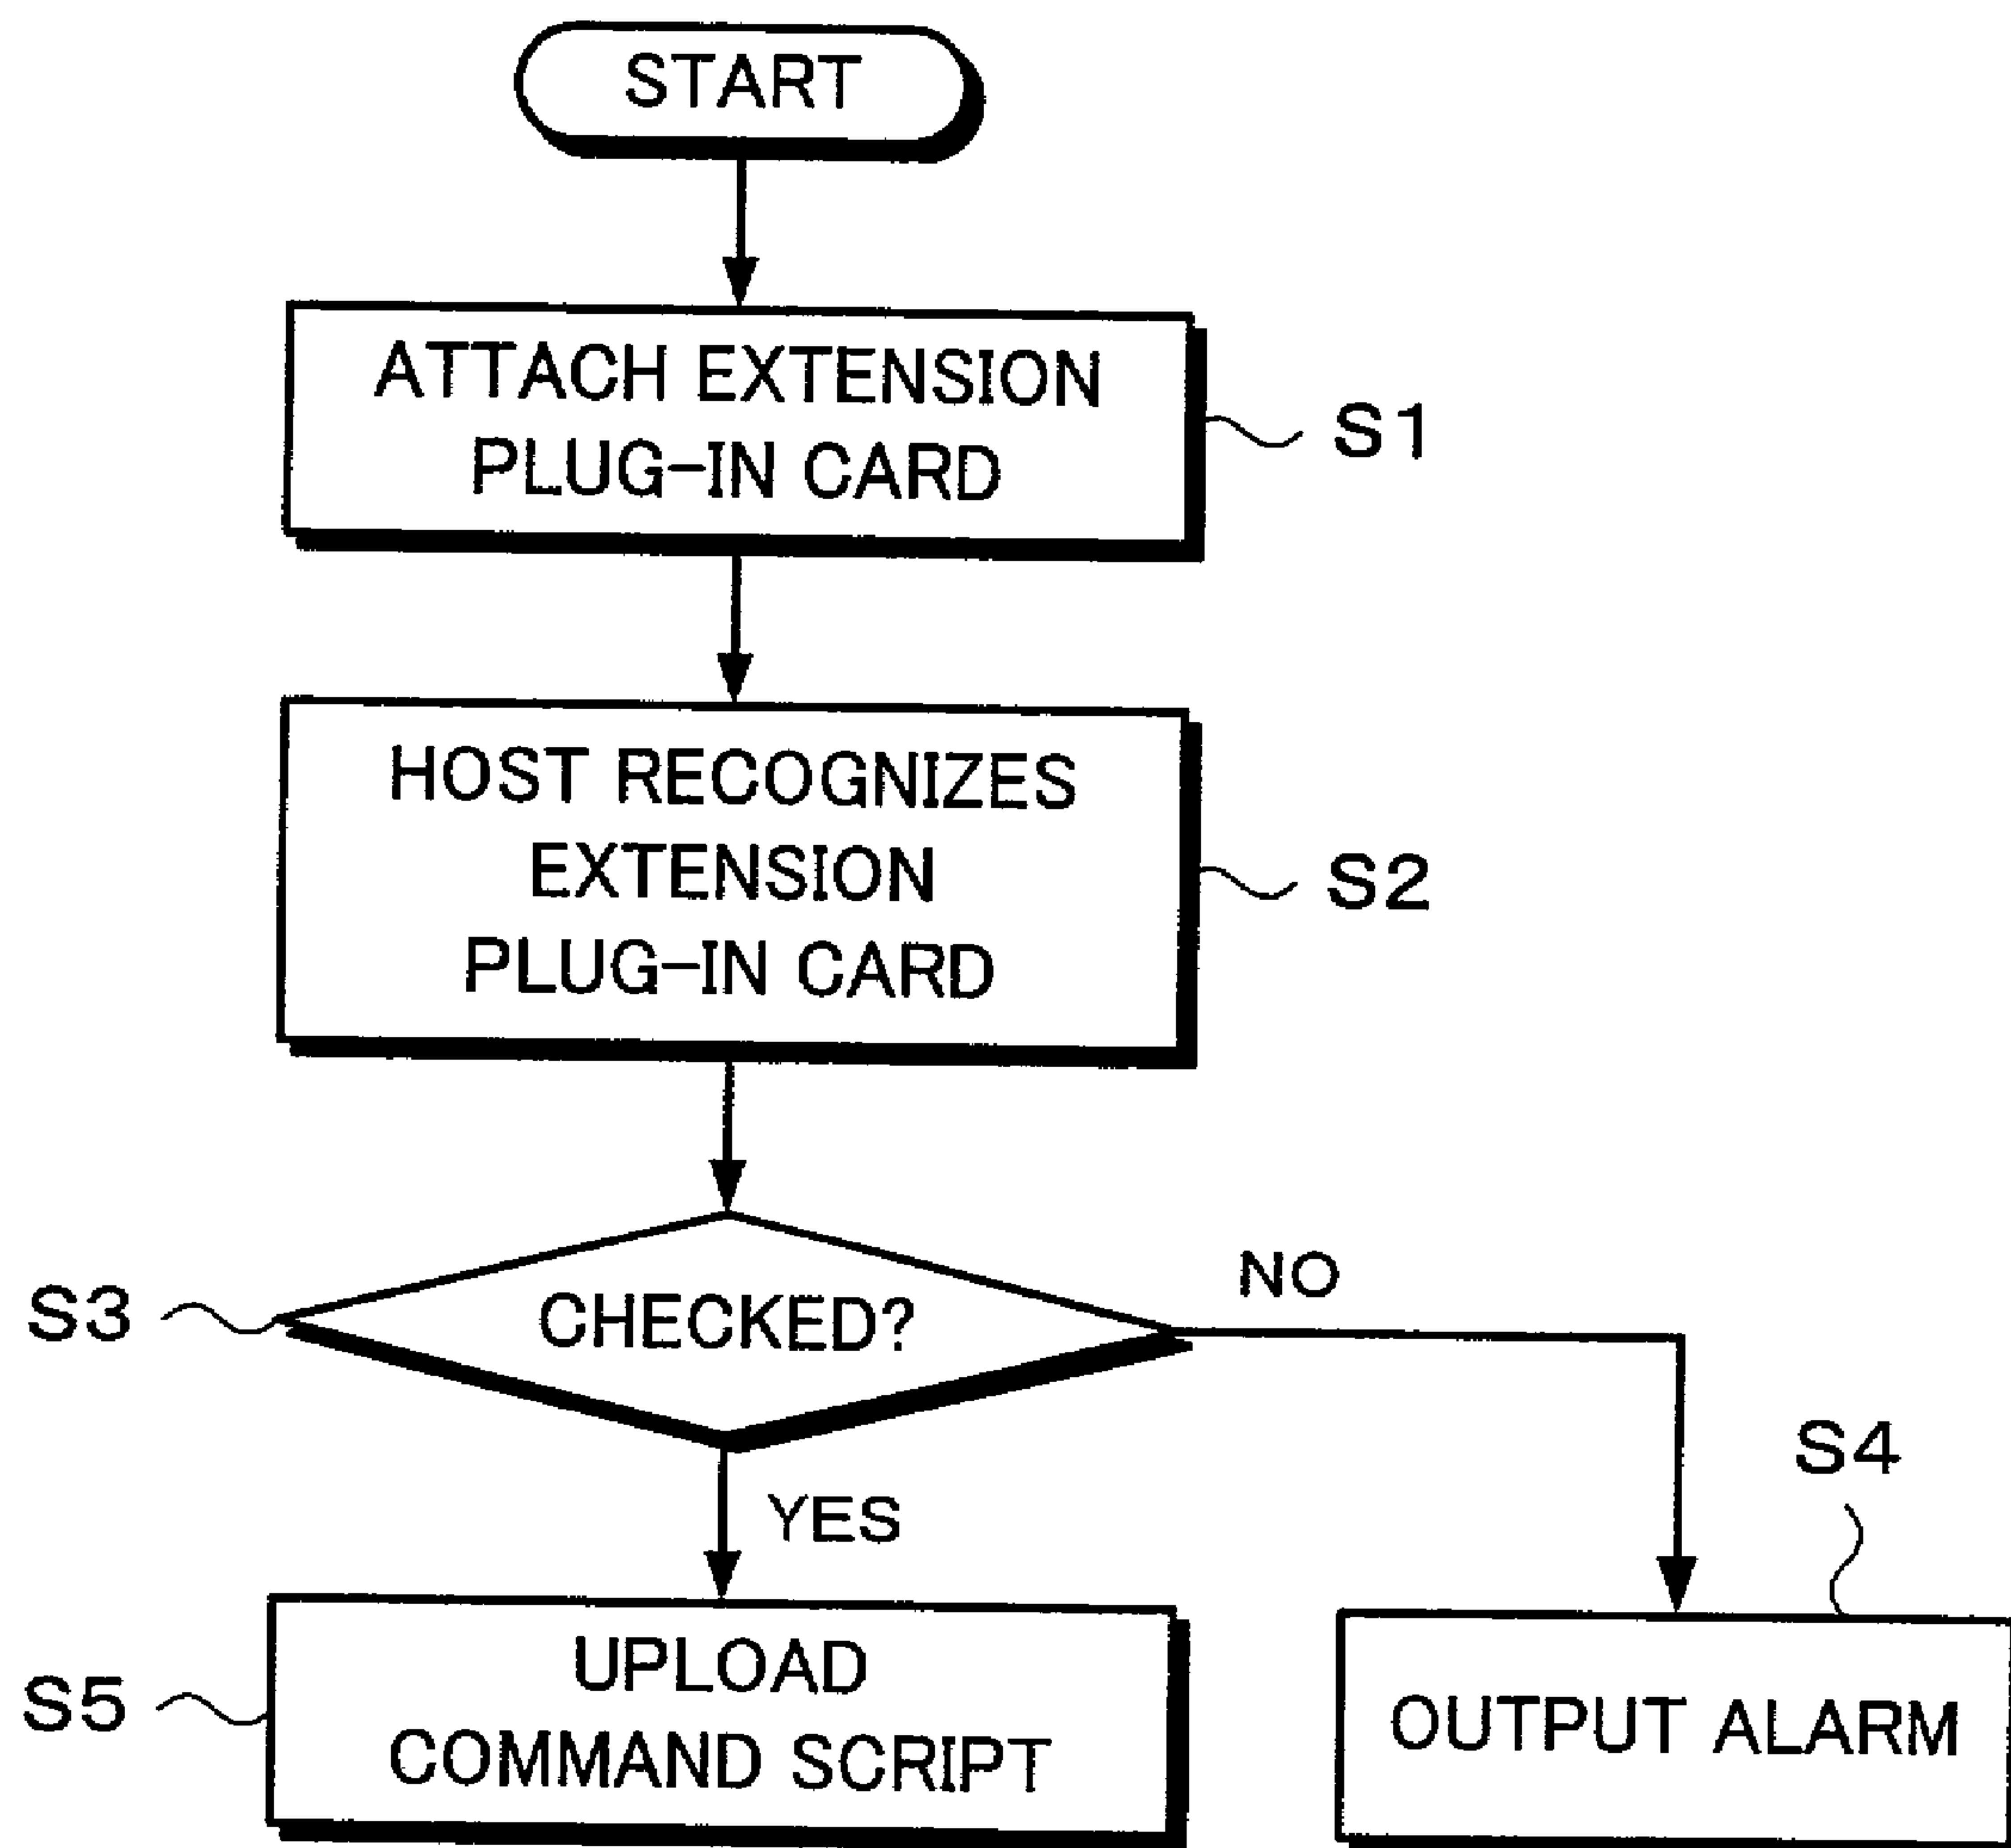 START
ATTACH EXTENSION
PLUG-IN CARD
S1
HOST RECOGNIZES
EXTENSION
PLUG-IN CARD
S2
S3
CHECKED?
NO
YES
S4
S5
UPLOAD
COMMAND SCRIPT
OUTPUT ALARM